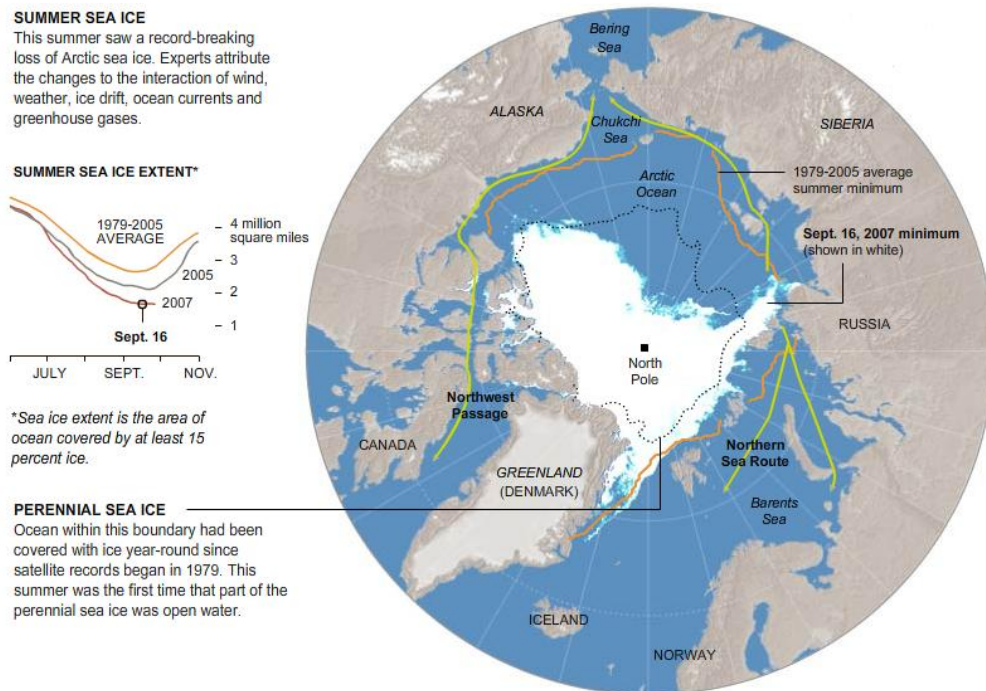 SUMMER SEA ICE
This summer saw a record-breaking
loss of Arctic sea ice. Experts attribute
the changes to the interaction of wind,
weather, ice drift, ocean currents and
greenhouse gases.
SUMMER SEA ICE EXTENT*
1979-2005
AVERAGE
4 million
square miles
3
2005
2
2007
1
Sept. 16
JULY
SEPT.
NOV.
*Sea ice extent is the area of
ocean covered by at least 15
percent ice.
PERENNIAL SEA ICE
Ocean within this boundary had been
covered with ice year-round since
satellite records began in 1979. This
summer was the first time that part of the
perennial sea ice was open water.
Bering
Sea
ALASKA
Chukchi
Sea
SIBERIA
Arctic
Ocean
1979-2005 average
summer minimum
Sept. 16, 2007 minimum
(shown in white)
RUSSIA
North
Pole
Northwest
Passage
CANADA
GREENLAND
(DENMARK)
Northern
Sea Route
Barents
Sea
ICELAND
NORWAY